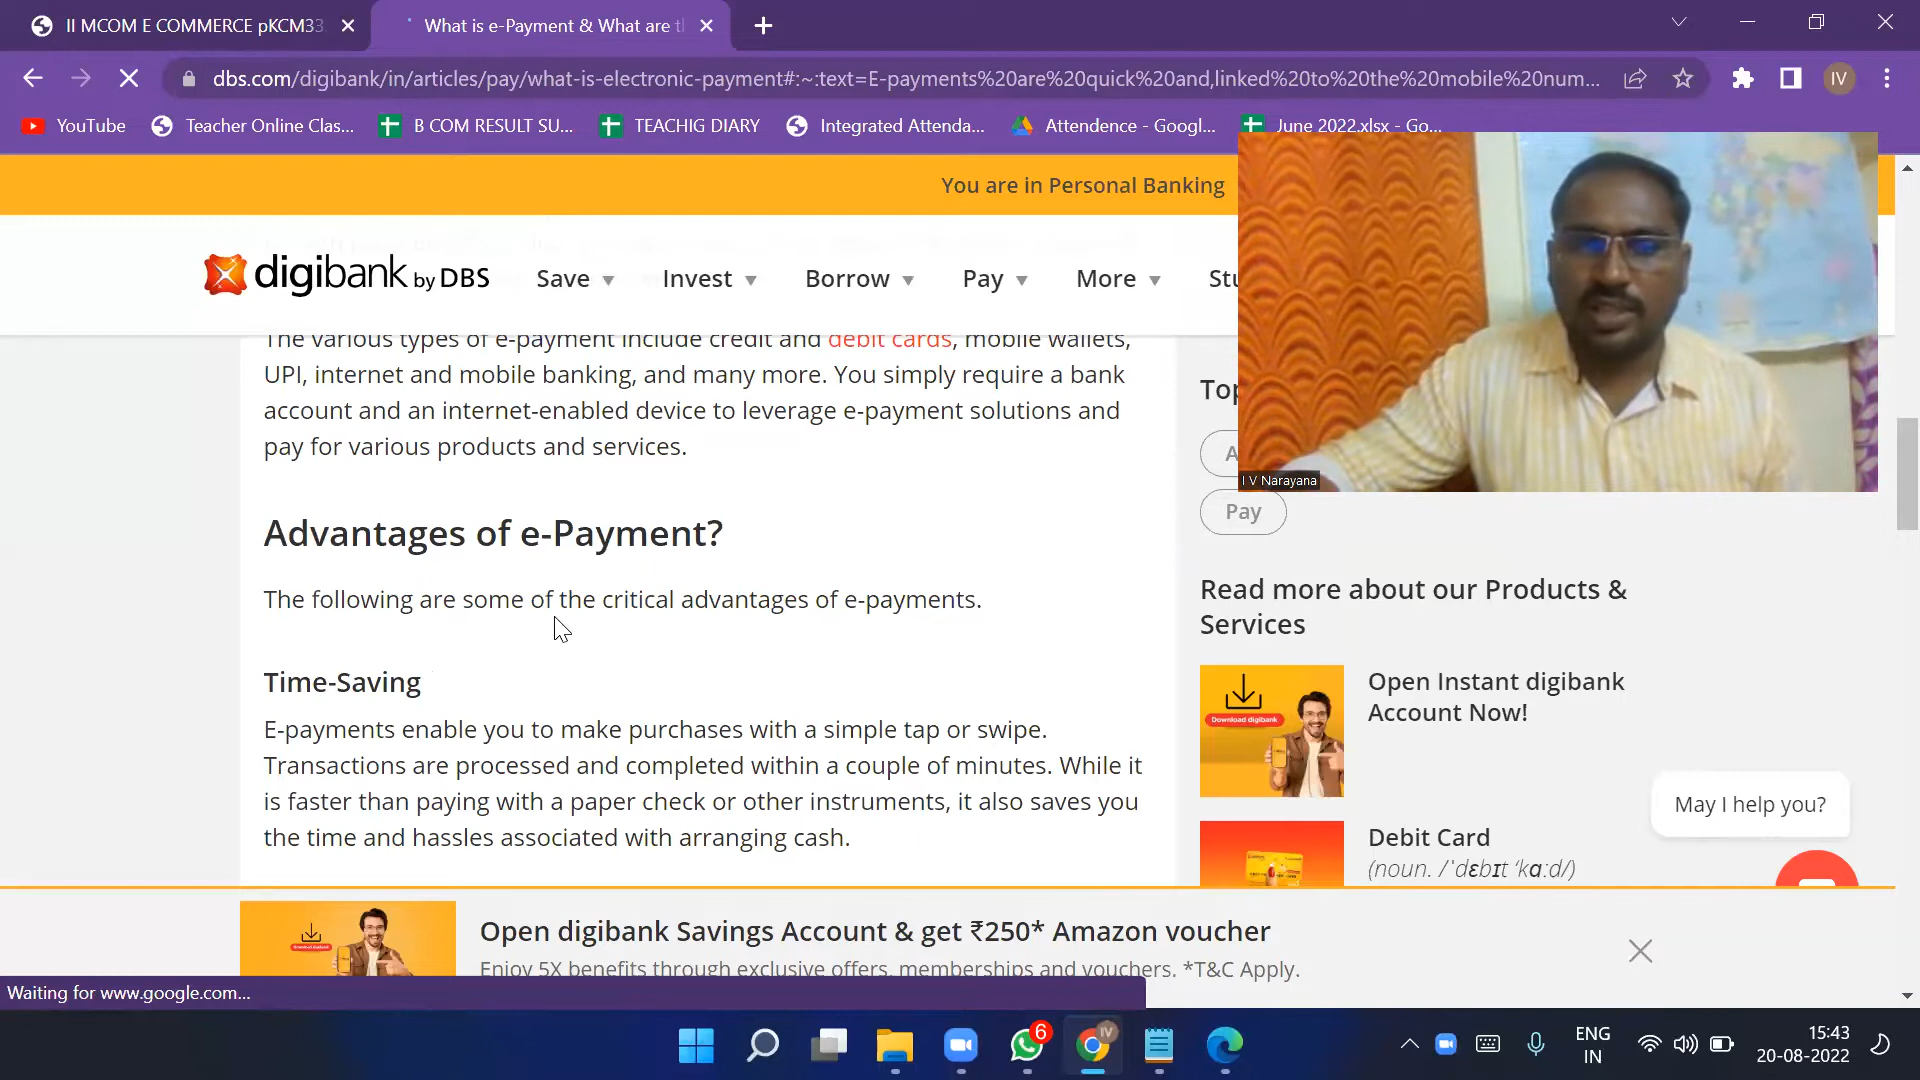 II MCOM E COMMERCE pKCM33
What is e-Payment & What are t
dbs.com/digibank/in/articles/pay/what-is-electronic-payment#:~:text=E-payments%20are%20quick%20and,linked%20to%20the%20mobile%20num...
IV
YouTube
Teacher Online Clas...
B COM RESULT SU...
TEACHIG DIARY
Integrated Attenda...
Attendence - Googl...
June 2022.xlsx - Go...
You are in Personal Banking
digibank by DBS
Save
Invest
Borrow
Pay
More
The various types of e-payment include credit and debit cards, mobile wallets,
UPI, internet and mobile banking, and many more. You simply require a bank
account and an internet-enabled device to leverage e-payment solutions and
pay for various products and services.
Advantages of e-Payment?
The following are some of the critical advantages of e-payments.
Time-Saving
E-payments enable you to make purchases with a simple tap or swipe.
Transactions are processed and completed within a couple of minutes. While it
is faster than paying with a paper check or other instruments, it also saves you
the time and hassles associated with arranging cash.
I V Narayana
Pay
Read more about our Products &
Services
Download digibank
Open Instant digibank
Account Now!
Debit Card
(noun. /'dɛbɪt 'kɑ:d/)
May I help you?
Open digibank Savings Account & get ₹250* Amazon voucher
Enjoy 5X benefits through exclusive offers, memberships and vouchers. *T&C Apply.
Waiting for www.google.com...
6
IV
ENG
IN
15:43
20-08-2022